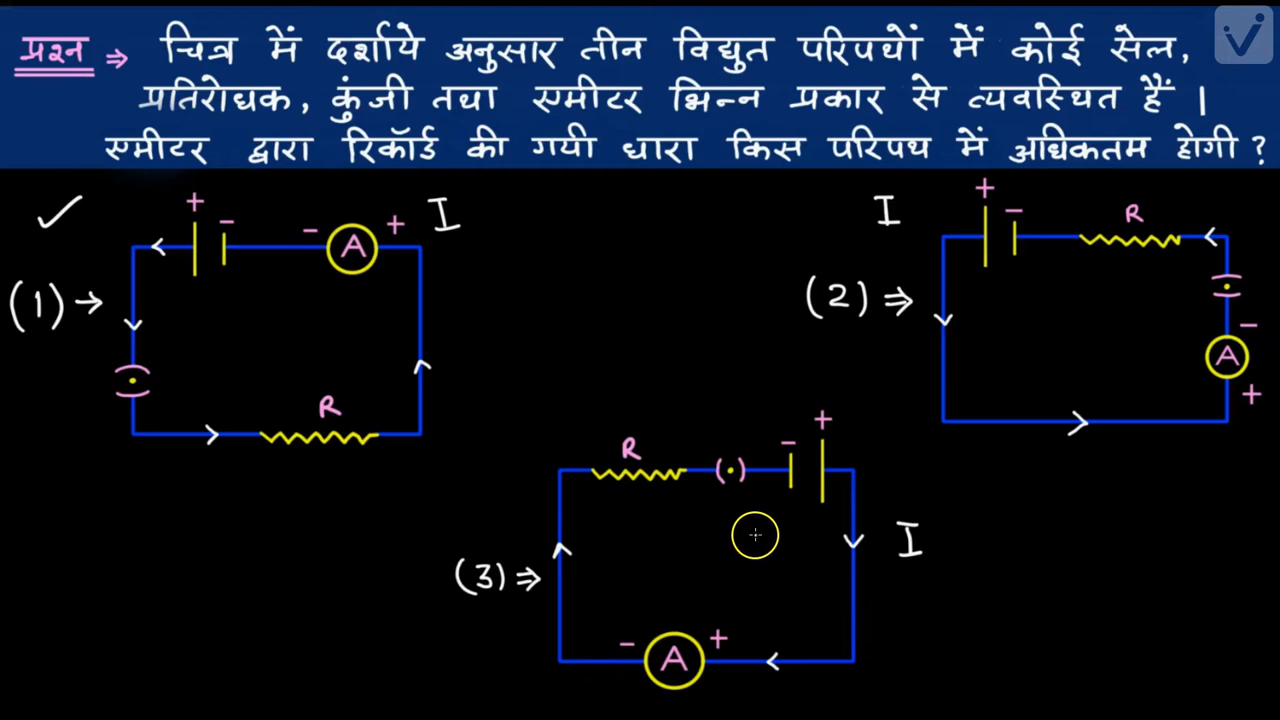 प्रश्न ⇒ चित्र में दर्शाये अनुसार तीन विद्युत परिपथों में कोई सेल,
प्रतिरोधक, कुंजी तथा एमीटर भिन्न प्रकार से व्यवस्थित हैं ।
एमीटर द्वारा रिकॉर्ड की गयी धारा किस परिपथ में अधिकतम होगी ?
✓ + - - A + I
(1) →
R
I + - R
(2) ⇒
- A +
R - +
(3) ⇒ I
- A +